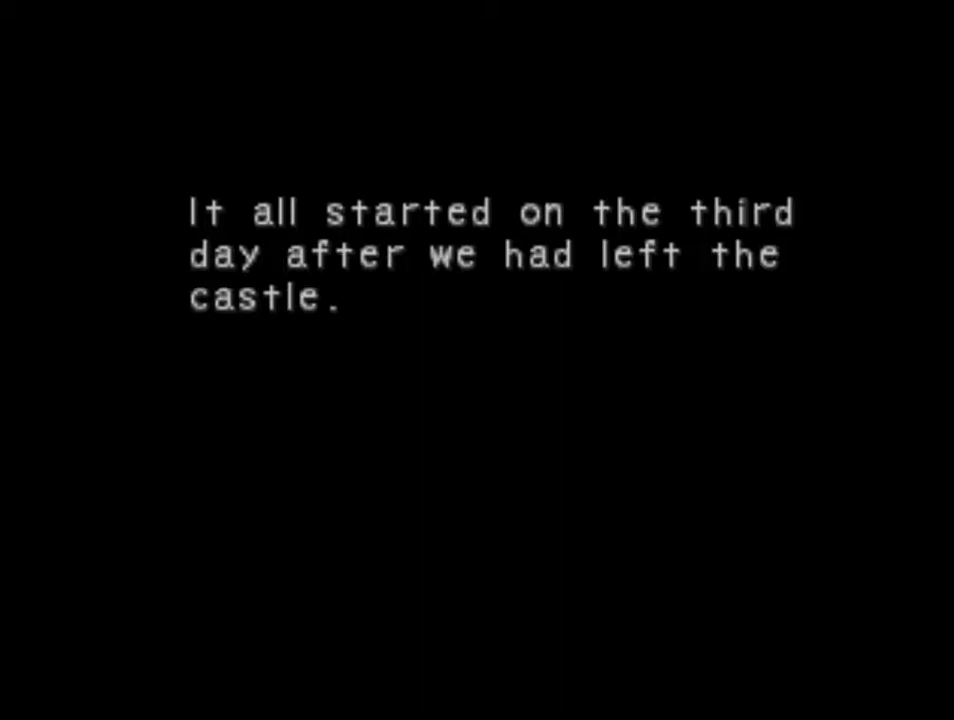 It all started on the third
day after we had left the
castle.